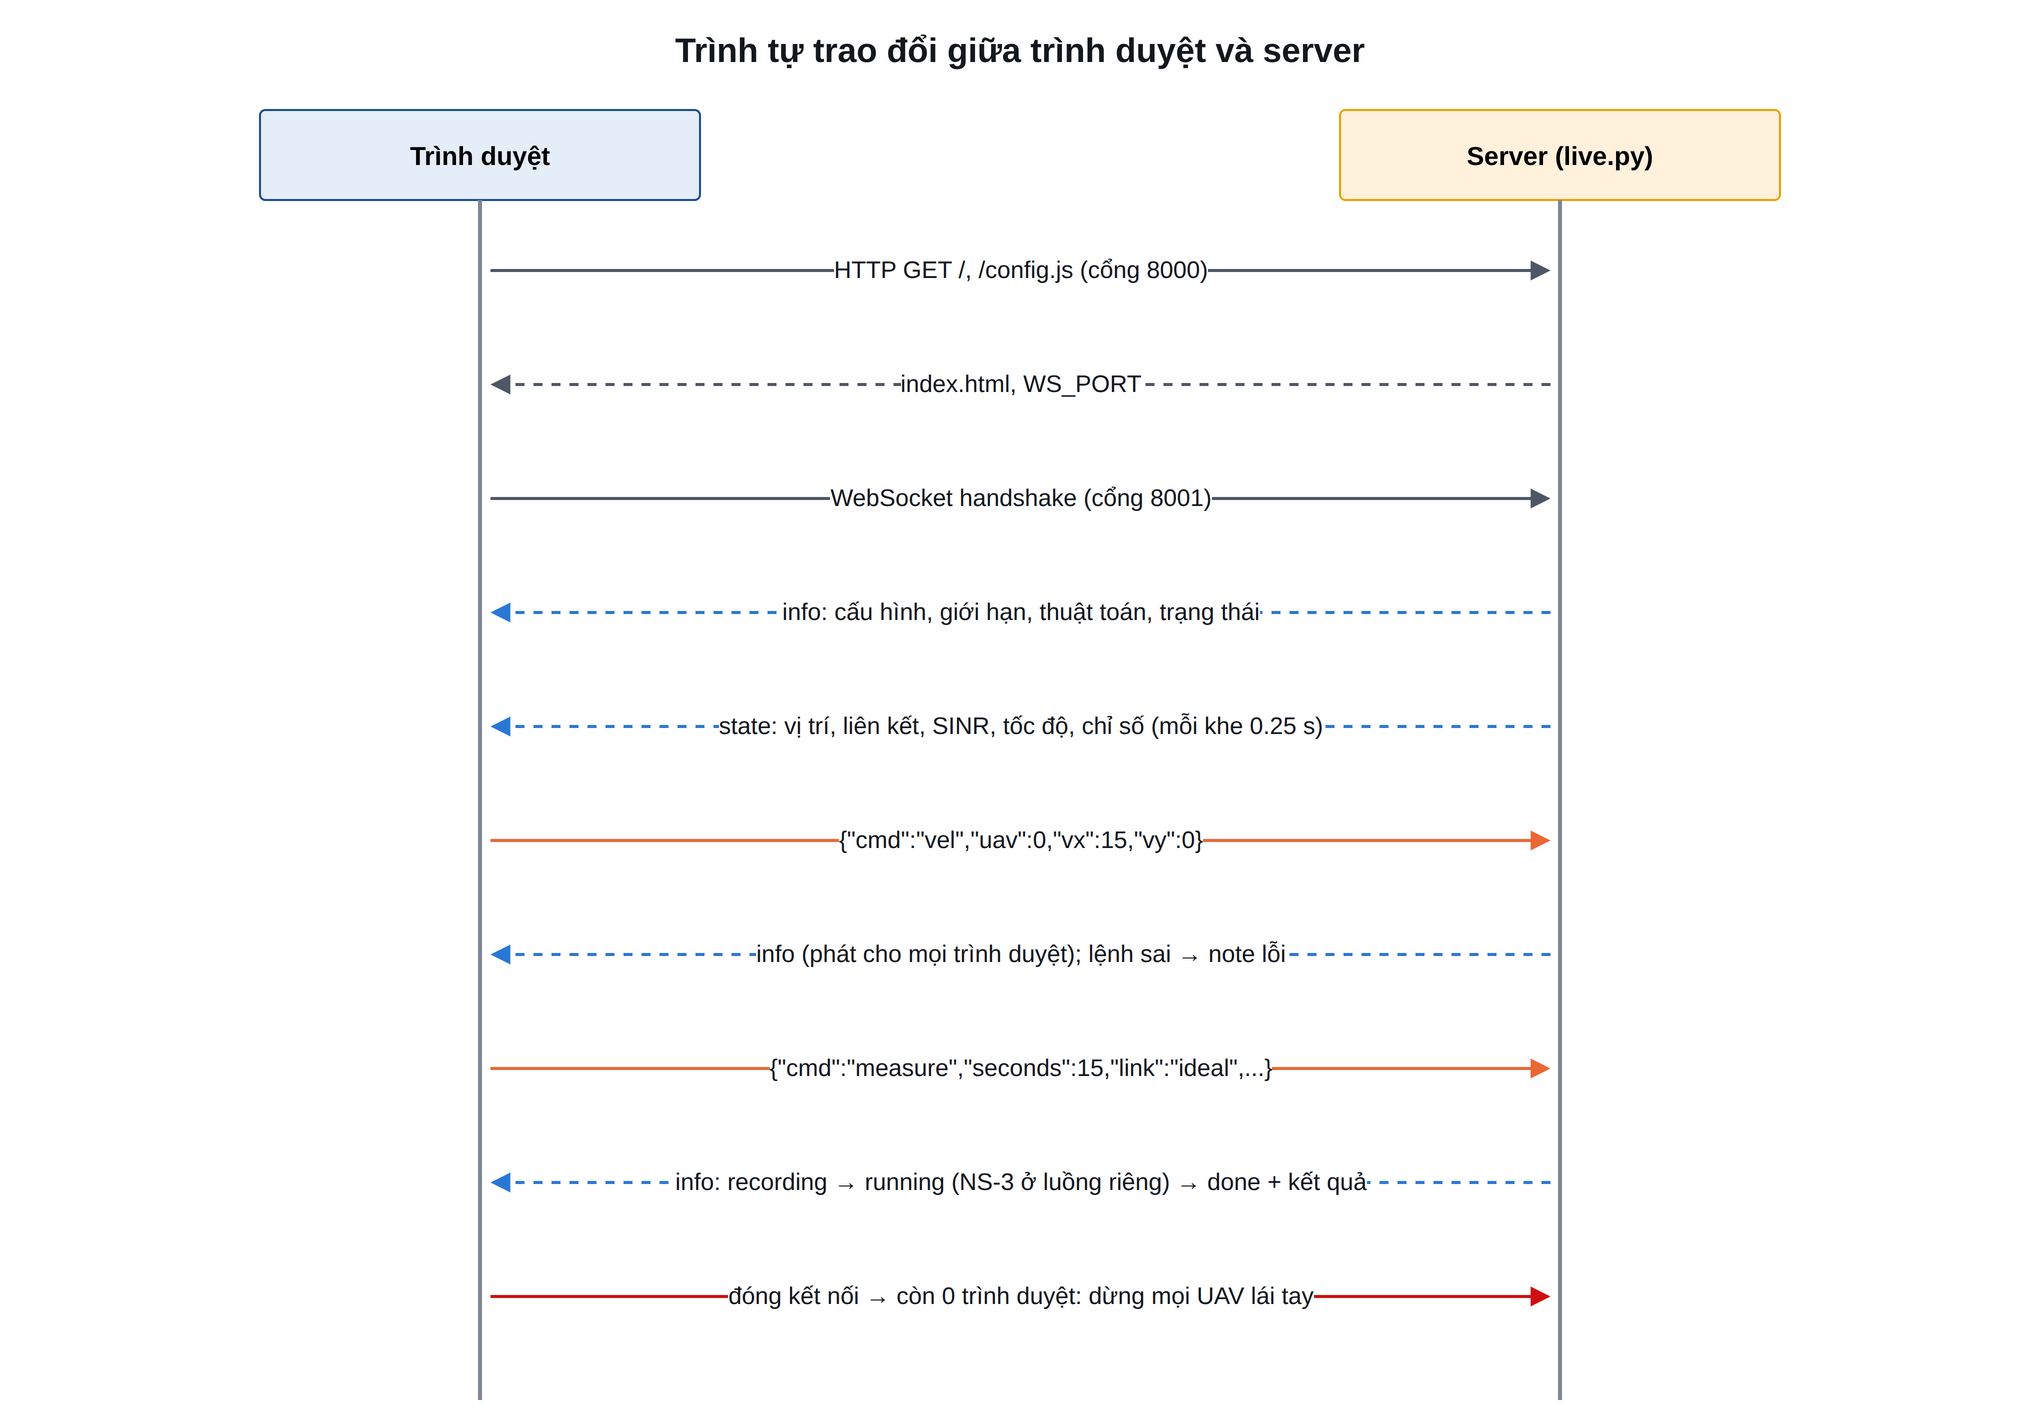 Trình tự trao đổi giữa trình duyệt và server
Trình duyệt
Server (live.py)
HTTP GET /, /config.js (cổng 8000)
index.html, WS_PORT
WebSocket handshake (cổng 8001)
info: cấu hình, giới hạn, thuật toán, trạng thái
state: vị trí, liên kết, SINR, tốc độ, chỉ số (mỗi khe 0.25 s)
{"cmd":"vel","uav":0,"vx":15,"vy":0}
info (phát cho mọi trình duyệt); lệnh sai → note lỗi
{"cmd":"measure","seconds":15,"link":"ideal",...}
info: recording → running (NS-3 ở luồng riêng) → done + kết quả
đóng kết nối → còn 0 trình duyệt: dừng mọi UAV lái tay